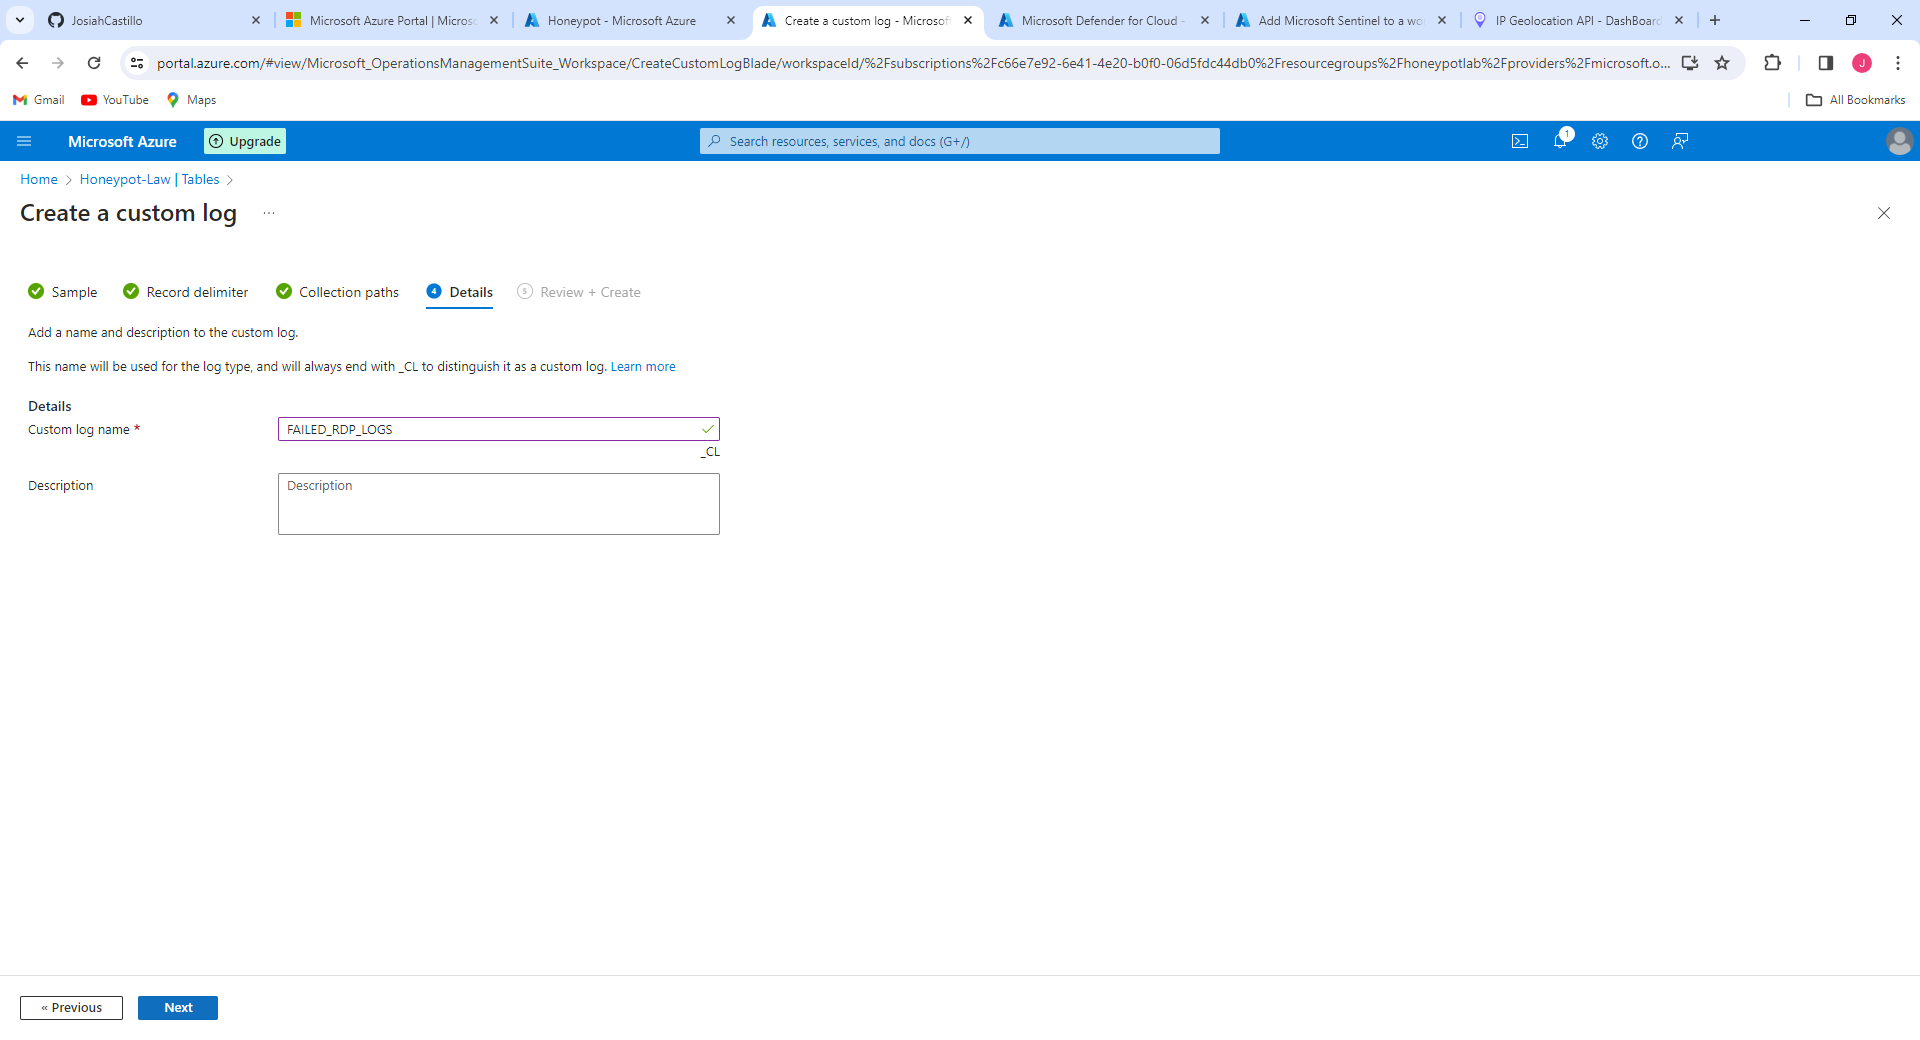 JosiahCastillo
Microsoft Azure Portal | Microso
Honeypot - Microsoft Azure
Create a custom log - Microsoft
Microsoft Defender for Cloud -
Add Microsoft Sentinel to a wo
IP Geolocation API - DashBoard
portal.azure.com/#view/Microsoft_OperationsManagementSuite_Workspace/CreateCustomLogBlade/workspaceId/%2Fsubscriptions%2Fc66e7e92-6e41-4e20-b0f0-06d5fdc44db0%2Fresourcegroups%2Fhoneypotlab%2Fproviders%2Fmicrosoft.o...
J
Gmail
YouTube
Maps
All Bookmarks
Microsoft Azure
Upgrade
Search resources, services, and docs (G+/)
1
Home
Honeypot-Law | Tables
Create a custom log
...
Sample
Record delimiter
Collection paths
4 Details
5 Review + Create
Add a name and description to the custom log.
This name will be used for the log type, and will always end with _CL to distinguish it as a custom log. Learn more
Details
Custom log name *
FAILED_RDP_LOGS
_CL
Description
Description
« Previous
Next